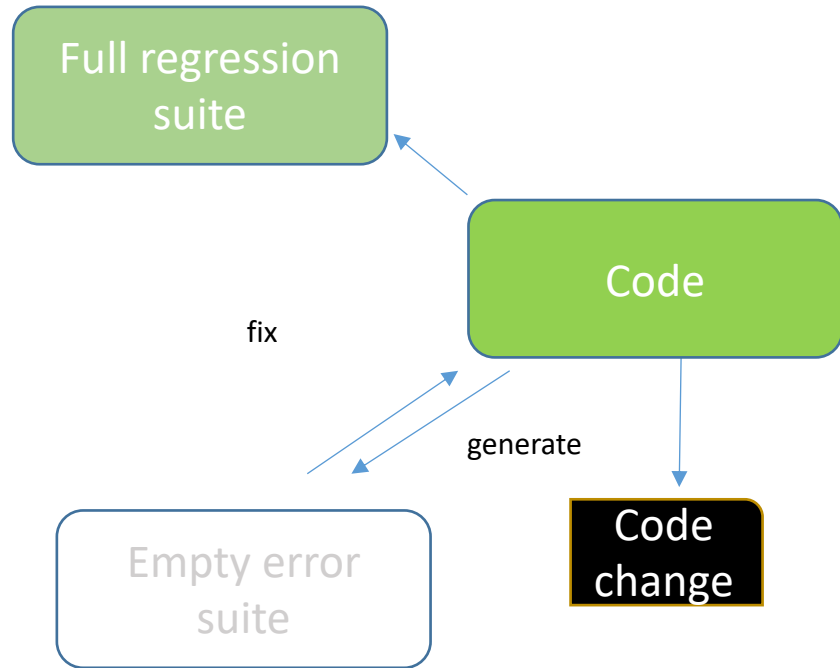 Full regression
suite
Code
fix
generate
Code
change
Empty error
suite